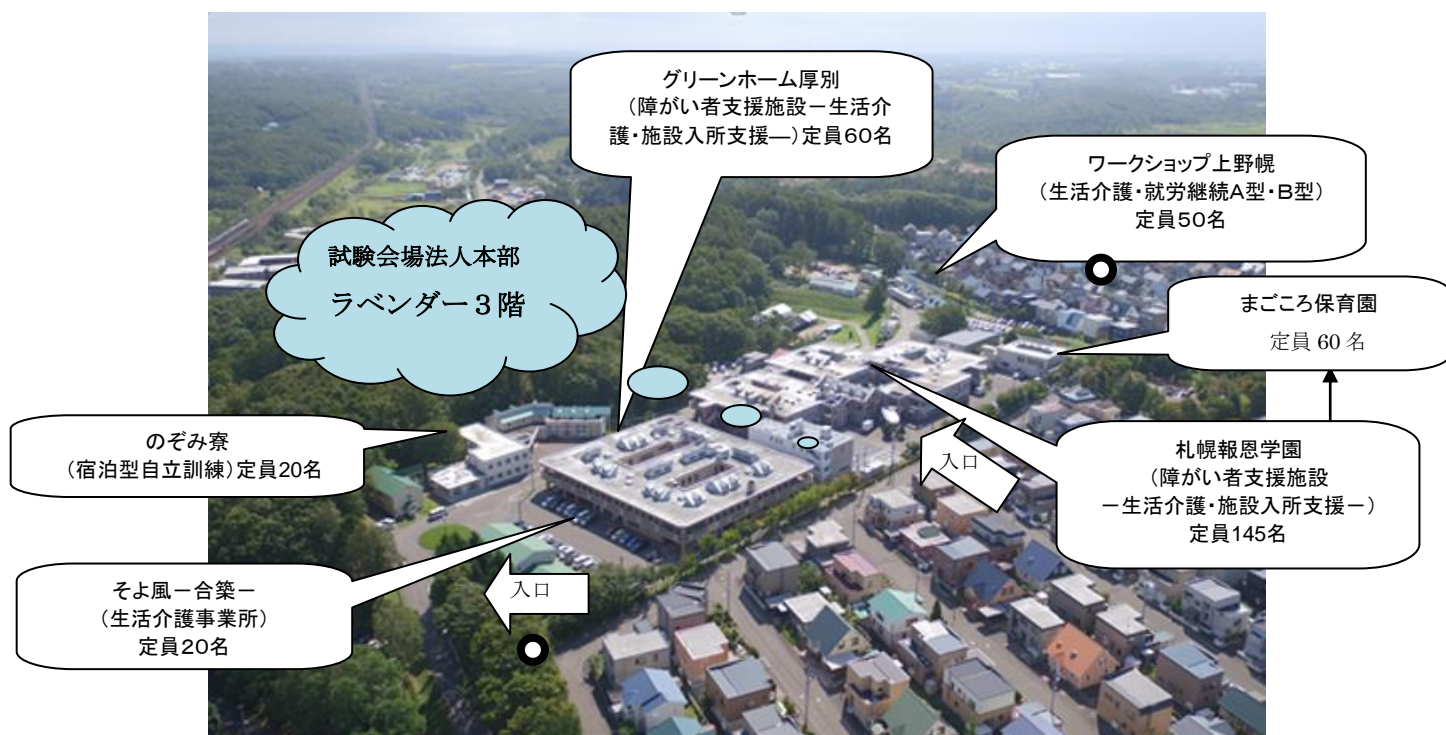 グリーンホーム厚別
(障がい者支援施設－生活介
護・施設入所支援―)定員60名
ワークショップ上野幌
(生活介護・就労継続A型・B型)
定員50名
試験会場法人本部
ラベンダー３階
まごころ保育園
定員 60 名
のぞみ寮
(宿泊型自立訓練)定員20名
入口
札幌報恩学園
(障がい者支援施設
－生活介護・施設入所支援－)
定員145名
そよ風－合築－
(生活介護事業所)
定員20名
入口